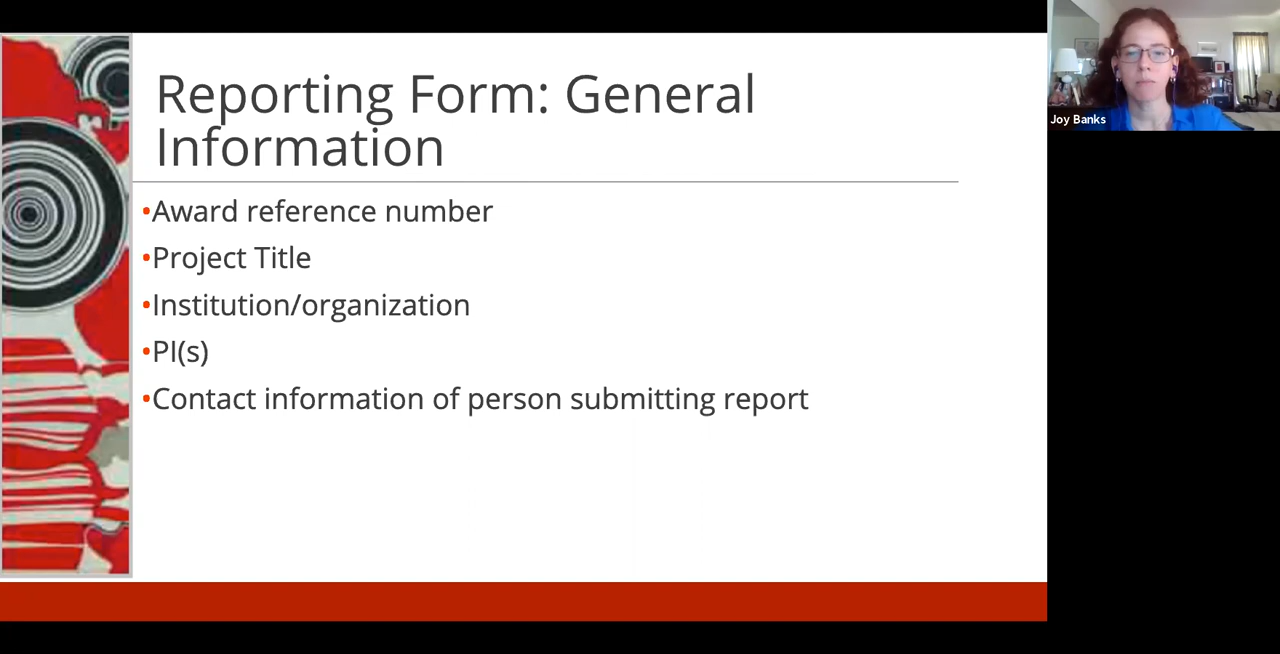 Reporting Form: General
Information
•Award reference number
•Project Title
•Institution/organization
•PI(s)
•Contact information of person submitting report
Joy Banks